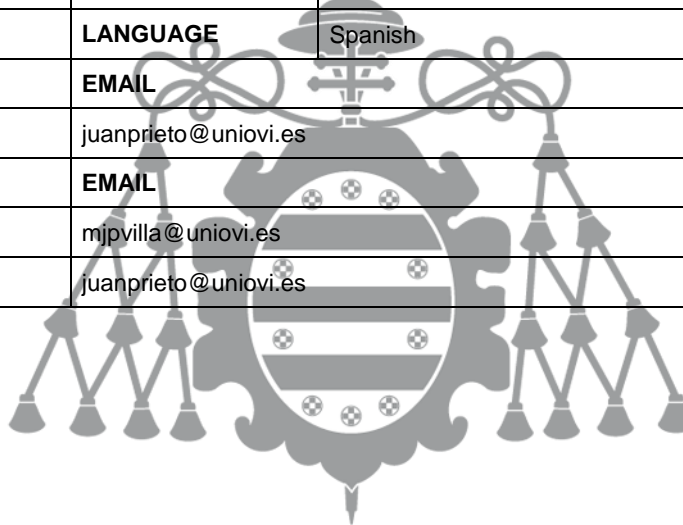 LANGUAGE Spanish
EMAIL
juanprieto@uniovi.es
EMAIL
mjpvilla@uniovi.es
juanprieto@uniovi.es